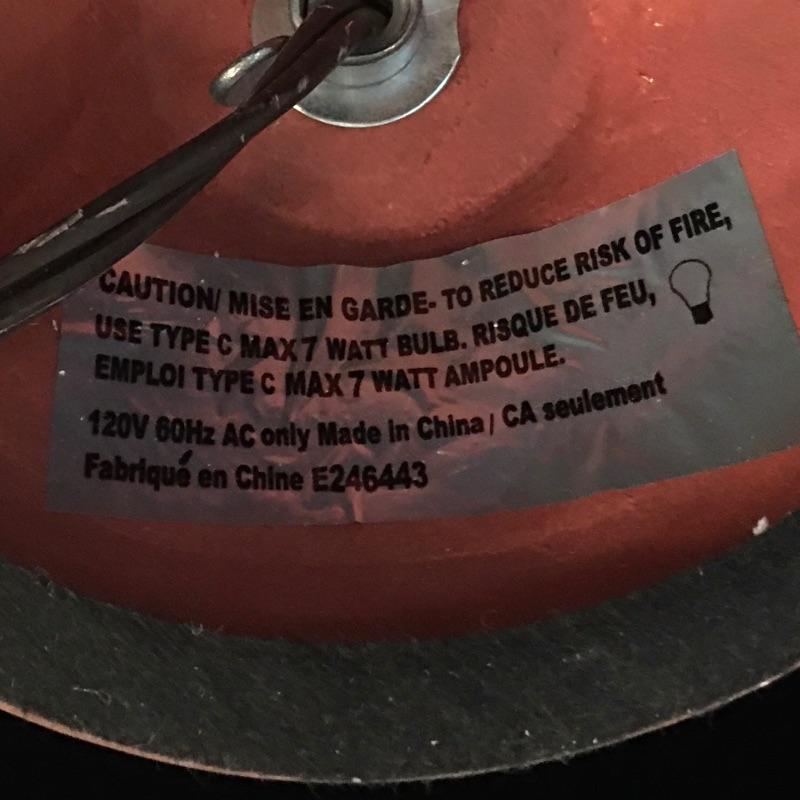 CAUTION/ MISE EN GARDE- TO REDUCE RISK OF FIRE,
USE TYPE C MAX 7 WATT BULB. RISQUE DE FEU,
EMPLOI TYPE C MAX 7 WATT AMPOULE.
120V 60Hz AC only Made in China / CA seulement
Fabriqué en Chine E246443